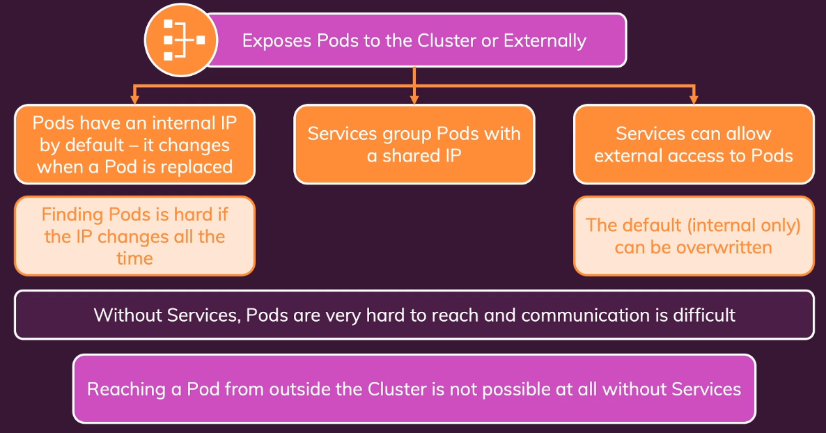 Exposes Pods to the Cluster or Externally
Pods have an internal IP
by default – it changes
when a Pod is replaced
Services group Pods with
a shared IP
Services can allow
external access to Pods
Finding Pods is hard if
the IP changes all the
time
The default (internal only)
can be overwritten
Without Services, Pods are very hard to reach and communication is difficult
Reaching a Pod from outside the Cluster is not possible at all without Services